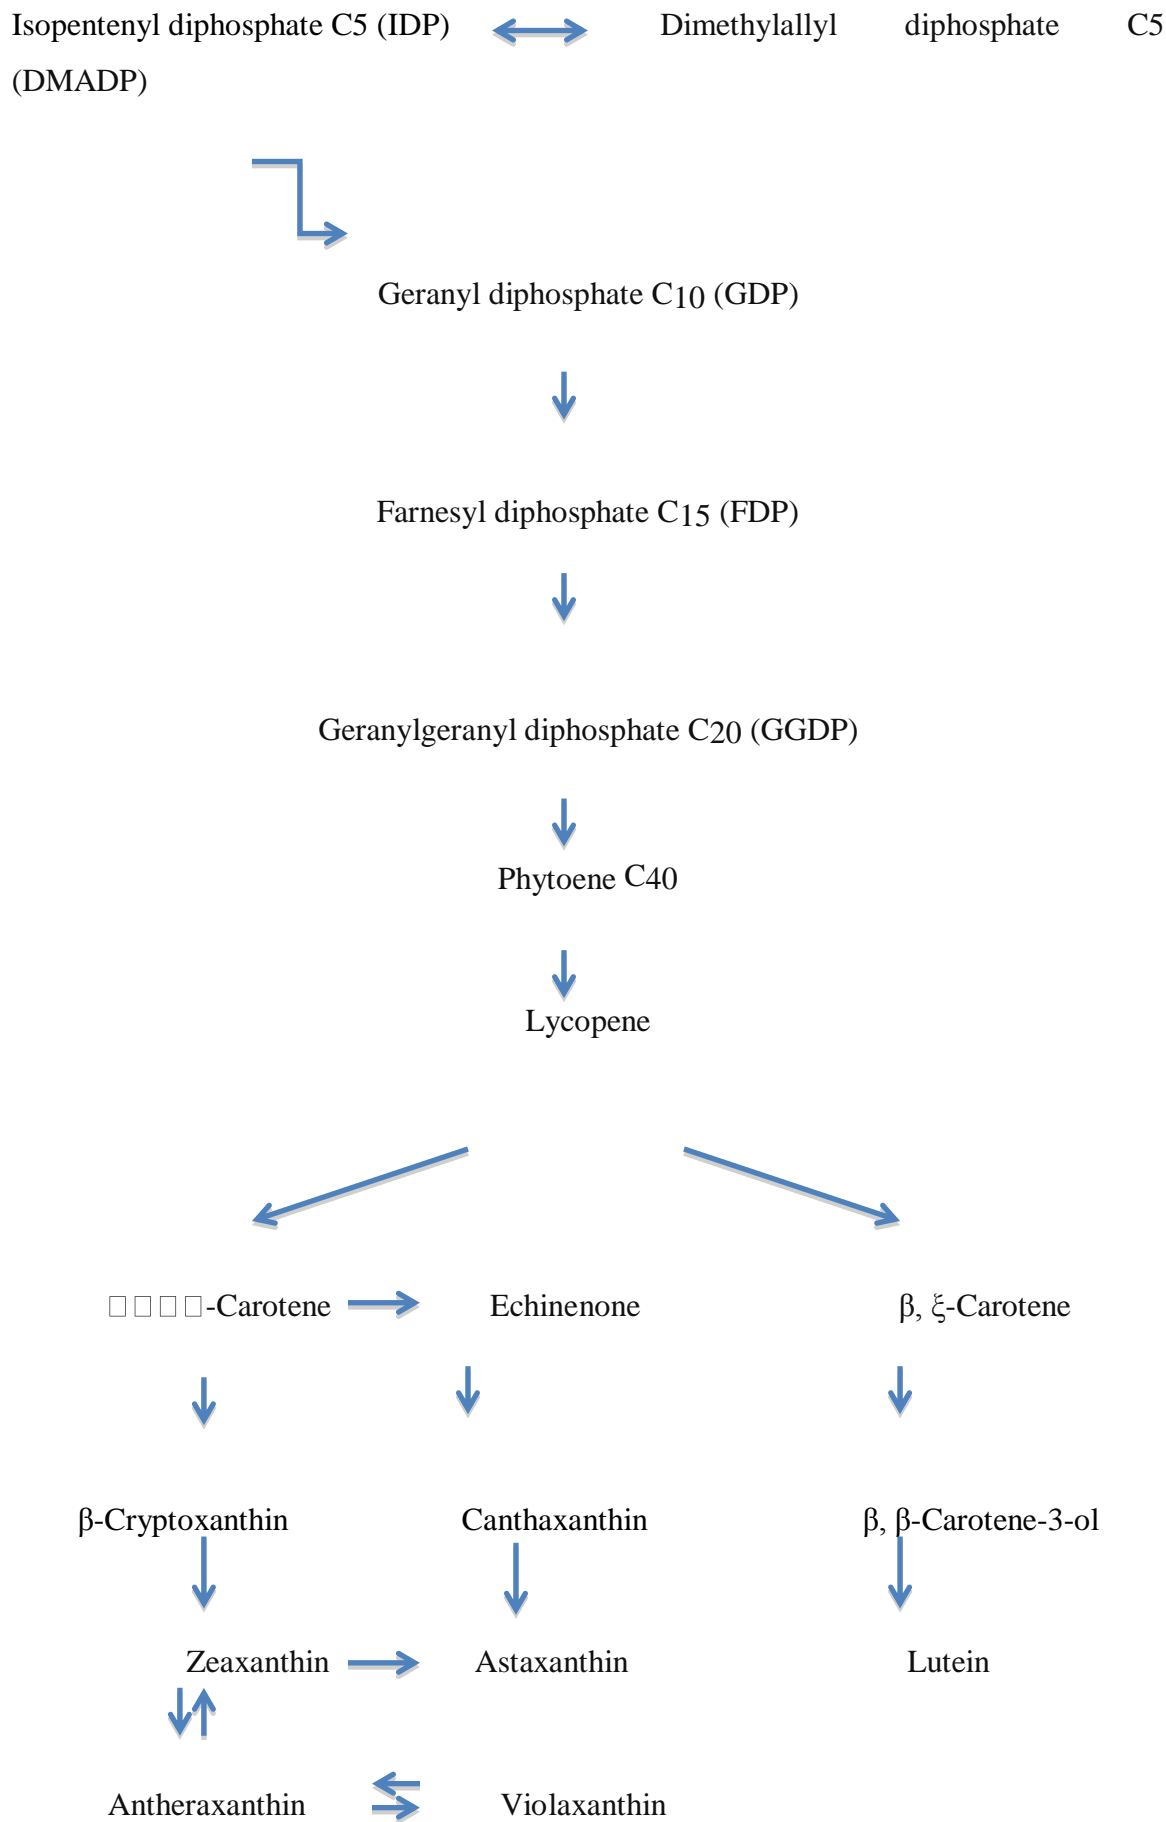 Isopentenyl diphosphate C5 (IDP) Dimethylallyl diphosphate C5
(DMADP)
Geranyl diphosphate C10 (GDP)
Farnesyl diphosphate C15 (FDP)
Geranylgeranyl diphosphate C20 (GGDP)
Phytoene C40
Lycopene
□□□□-Carotene Echinenone β, ξ-Carotene
β-Cryptoxanthin Canthaxanthin β, β-Carotene-3-ol
Zeaxanthin Astaxanthin Lutein
Antheraxanthin Violaxanthin